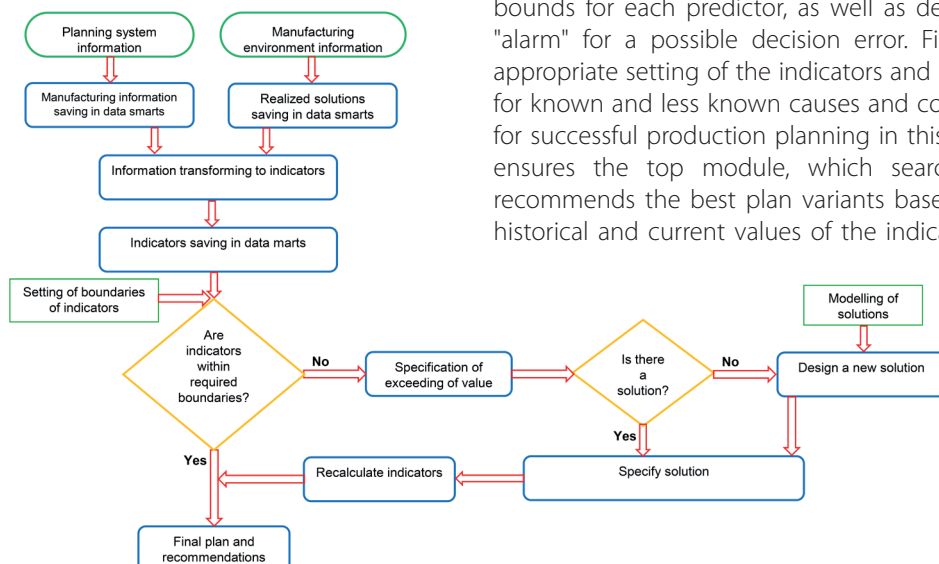 bounds for each predictor, as well as de
"alarm" for a possible decision error. Fi
appropriate setting of the indicators and
for known and less known causes and co
for successful production planning in this
ensures the top module, which searc
recommends the best plan variants base
historical and current values of the indica
Planning system
information
Manufacturing
environment information
Manufacturing information
saving in data smarts
Realized solutions
saving in data smarts
Information transforming to indicators
Indicators saving in data marts
Setting of boundaries
of indicators
Are
indicators
within
required
boundaries?
No
Specification of
exceeding of value
Is there
a
solution?
No
Modelling of
solutions
Design a new solution
Yes
Specify solution
Recalculate indicators
Yes
Final plan and
recommendations